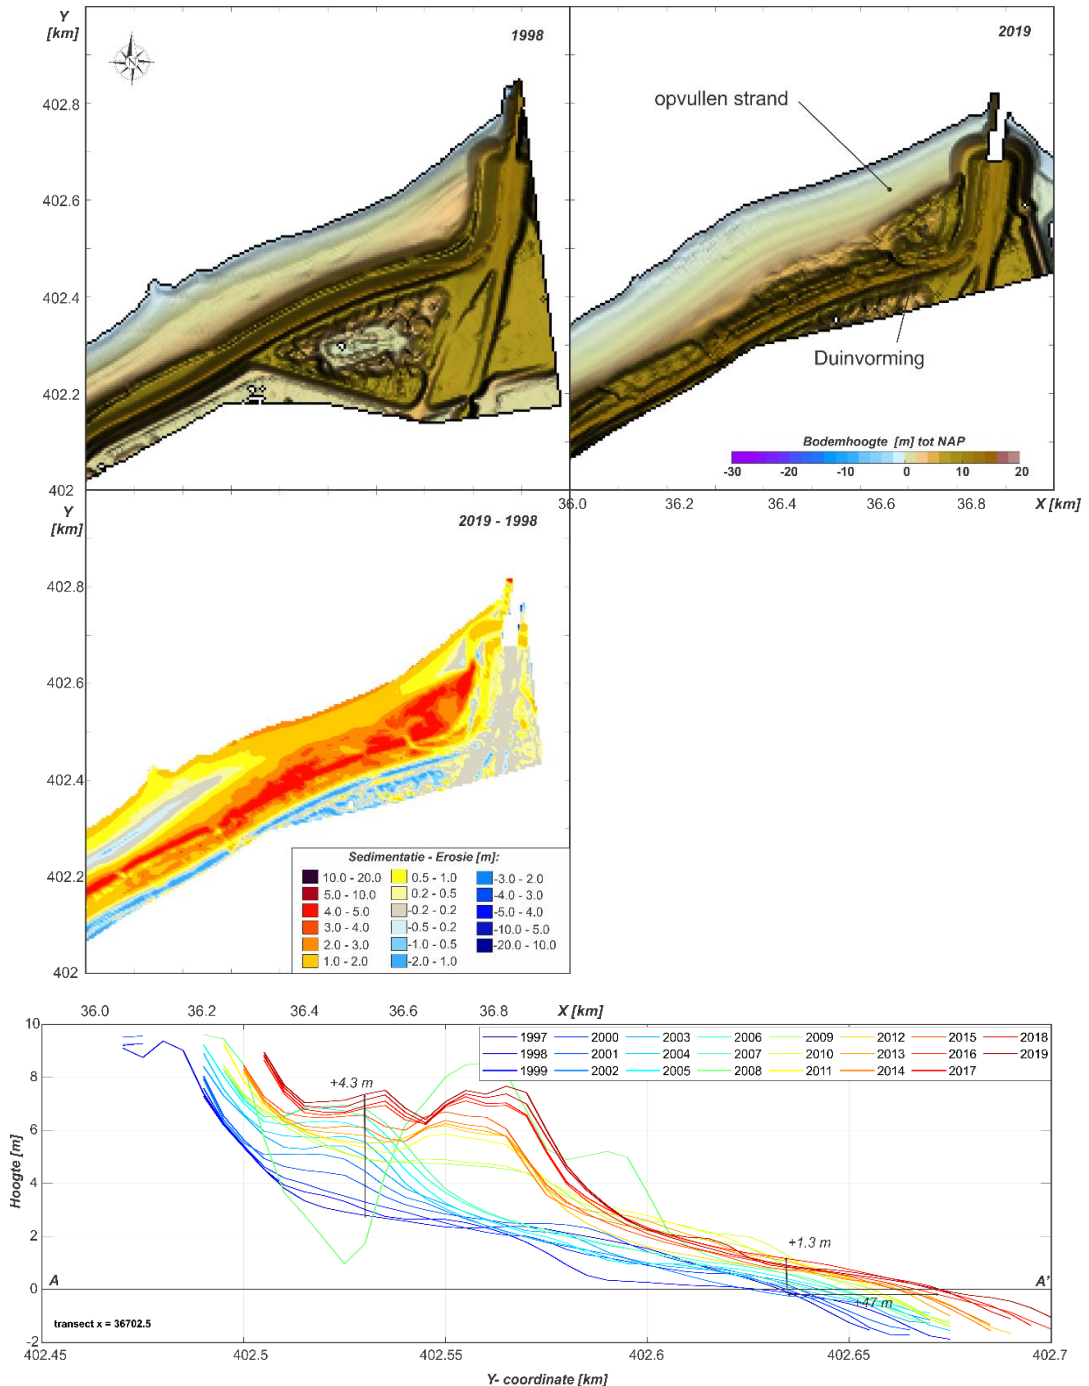 Y
[km]
1998
2019
N
402.8
402.6
402.4
402.2
402
opvullen strand
Duinvorming
Bodemhoogte [m] tot NAP
-30 -20 -10 0 10 20
36.0 36.2 36.4 36.6 36.8 X [km]
Y
[km]
2019 - 1998
402.8
402.6
402.4
402.2
402
Sedimentatie - Erosie [m]:
10.0 - 20.0 0.5 - 1.0 -3.0 - 2.0
5.0 - 10.0 0.2 - 0.5 -4.0 - 3.0
4.0 - 5.0 -0.2 - 0.2 -5.0 - 4.0
3.0 - 4.0 -0.5 - 0.2 -10.0 - 5.0
2.0 - 3.0 -1.0 - 0.5 -20.0 - 10.0
1.0 - 2.0 -2.0 - 1.0
36.0 36.2 36.4 36.6 36.8 X [km]
10
8
6
4
2
0
-2
Hoogte [m]
1997 2000 2003 2006 2009 2012 2015 2018
1998 2001 2004 2007 2010 2013 2016 2019
1999 2002 2005 2008 2011 2014 2017
+4.3 m
+1.3 m
A
A'
+47 m
transect x = 36702.5
402.45 402.5 402.55 402.6 402.65 402.7
Y- coordinate [km]